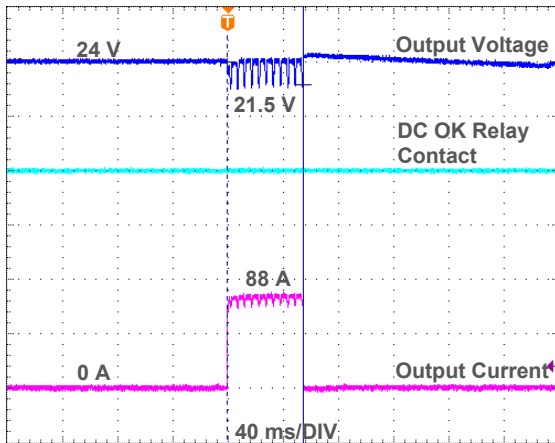 T
24 V
Output Voltage
21.5 V
DC OK Relay
Contact
88 A
0 A
Output Current
40 ms/DIV